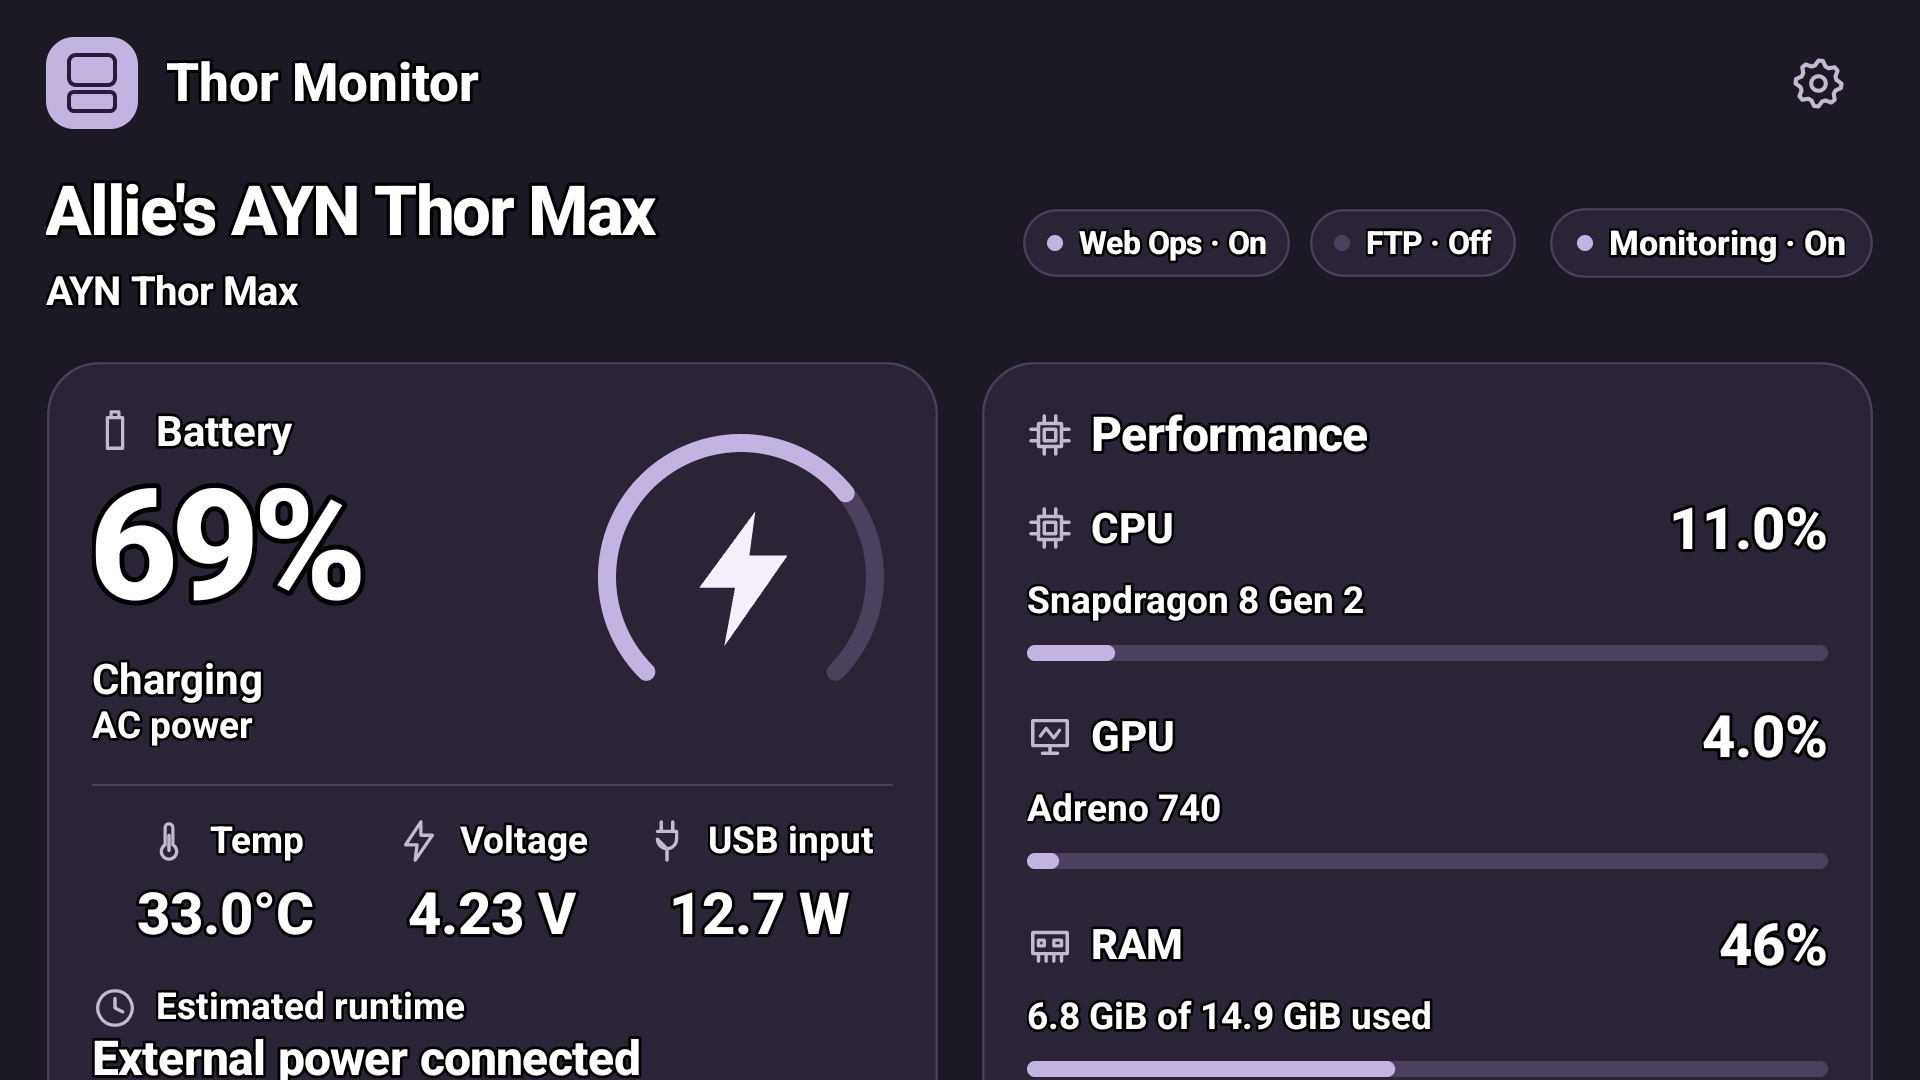 Thor Monitor
Allie's AYN Thor Max
AYN Thor Max
Web Ops · On
FTP · Off
Monitoring · On
Battery
69%
Charging
AC power
Temp
33.0°C
Voltage
4.23 V
USB input
12.7 W
Estimated runtime
External power connected
Performance
CPU
11.0%
Snapdragon 8 Gen 2
GPU
4.0%
Adreno 740
RAM
46%
6.8 GiB of 14.9 GiB used